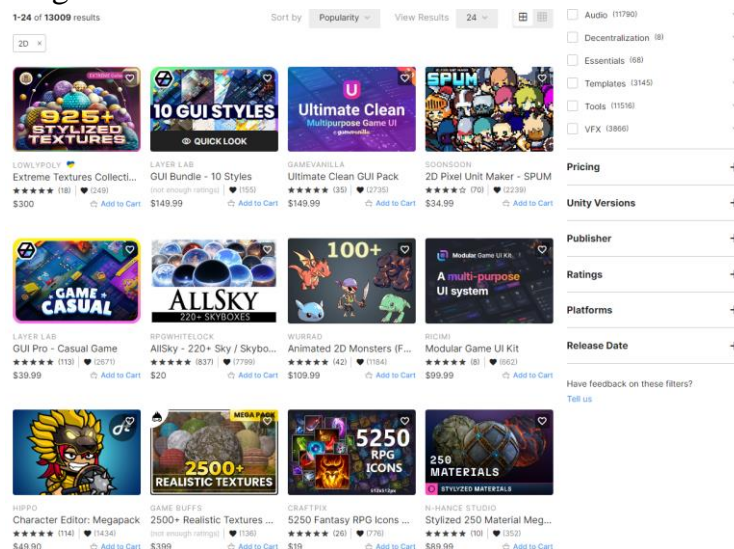 1-24 of 13009 results
Sort by Popularity
View Results 24
2D ×
EXTREME
925+
STYLIZED
TEXTURES
LOWLYPOLY
Extreme Textures Collecti...
(18) (249)
$300 Add to Cart
10 GUI STYLES
QUICK LOOK
LAYER LAB
GUI Bundle - 10 Styles
(not enough ratings) (155)
$149.99 Add to Cart
U
Ultimate Clean
Multipurpose Game UI
gamevanilla
GAMEVANILLA
Ultimate Clean GUI Pack
(35) (2735)
$149.99 Add to Cart
SPUM
SOONSOON
2D Pixel Unit Maker - SPUM
(70) (2239)
$34.99 Add to Cart
GAME
CASUAL
LAYER LAB
GUI Pro - Casual Game
(113) (2671)
$39.99 Add to Cart
ALLSKY
220+ SKYBOXES
RPGWHITELOCK
AllSky - 220+ Sky / Skybo...
(837) (7799)
$20 Add to Cart
100+
WURRAD
Animated 2D Monsters (F...
(42) (1184)
$109.99 Add to Cart
Modular Game UI Kit
A multi-purpose
UI system
RICIMI
Modular Game UI Kit
(8) (662)
$99.99 Add to Cart
HIPPO
Character Editor: Megapack
(114) (1434)
$49.90 Add to Cart
MEGA PACK
2500+
REALISTIC TEXTURES
GAME BUFFS
2500+ Realistic Textures ...
(not enough ratings) (136)
$399 Add to Cart
5250
RPG
ICONS
512x512px
CRAFTPIX
5250 Fantasy RPG Icons ...
(26) (776)
$19 Add to Cart
250
MATERIALS
STYLYZED MATERIALS
N-HANCE STUDIO
Stylized 250 Material Meg...
(10) (352)
$89.99 Add to Cart
Audio (11790)
Decentralization (8)
Essentials (68)
Templates (3145)
Tools (11516)
VFX (3866)
Pricing
Unity Versions
Publisher
Ratings
Platforms
Release Date
Have feedback on these filters?
Tell us